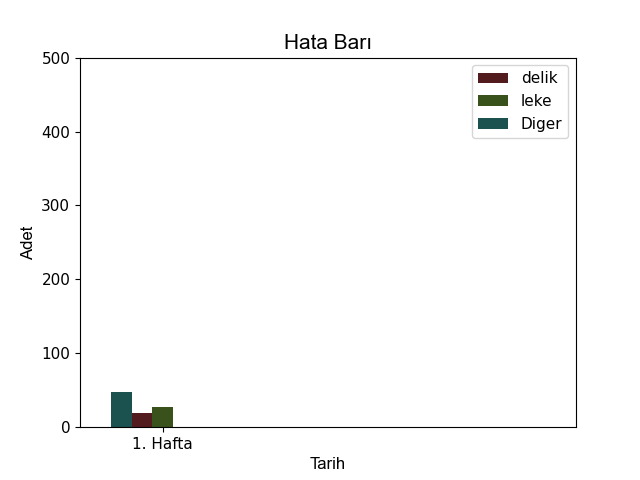 Hata Barı
500
400
300
200
100
0
Adet
delik
leke
Diger
1. Hafta
Tarih